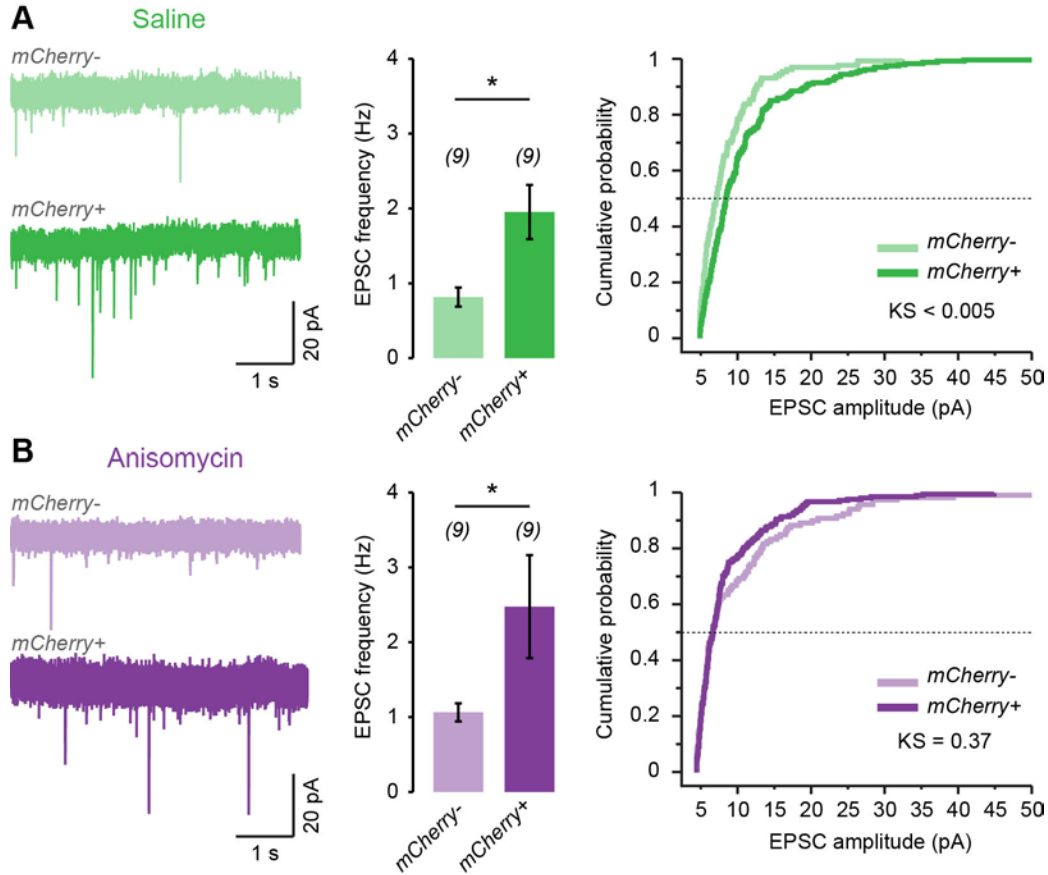 A
Saline
mCherry-
mCherry+
20 pA
1 s
EPSC frequency (Hz)
4
3
2
1
0
*
(9)
(9)
mCherry-
mCherry+
Cumulative probability
1
0.8
0.6
0.4
0.2
0
mCherry-
mCherry+
KS < 0.005
5 10 15 20 25 30 35 40 45 50
EPSC amplitude (pA)
B
Anisomycin
mCherry-
mCherry+
20 pA
1 s
EPSC frequency (Hz)
4
3
2
1
0
*
(9)
(9)
mCherry-
mCherry+
Cumulative probability
1
0.8
0.6
0.4
0.2
0
mCherry-
mCherry+
KS = 0.37
5 10 15 20 25 30 35 40 45 50
EPSC amplitude (pA)